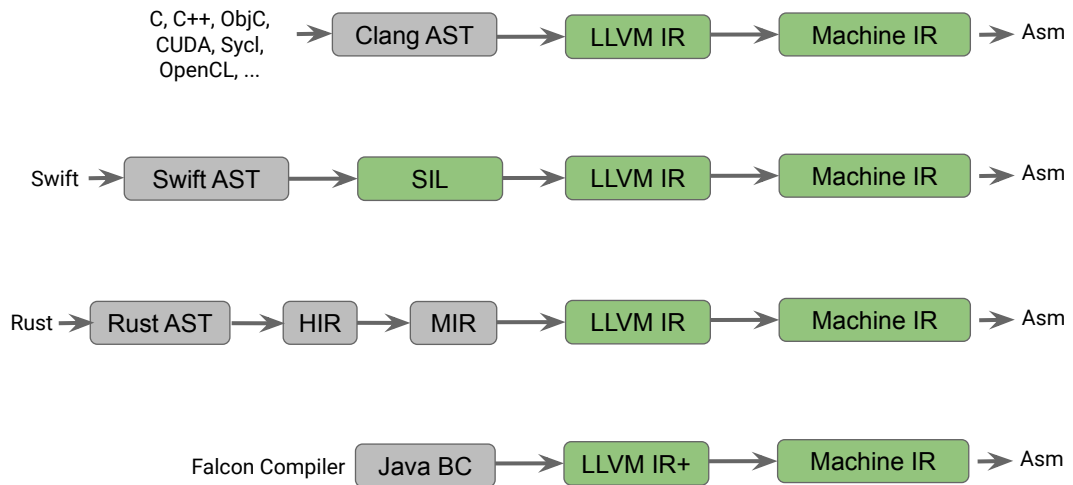 C, C++, ObjC,
CUDA, Sycl,
OpenCL, ...
Clang AST
LLVM IR
Machine IR
Asm
Swift
Swift AST
SIL
LLVM IR
Machine IR
Asm
Rust
Rust AST
HIR
MIR
LLVM IR
Machine IR
Asm
Falcon Compiler
Java BC
LLVM IR+
Machine IR
Asm